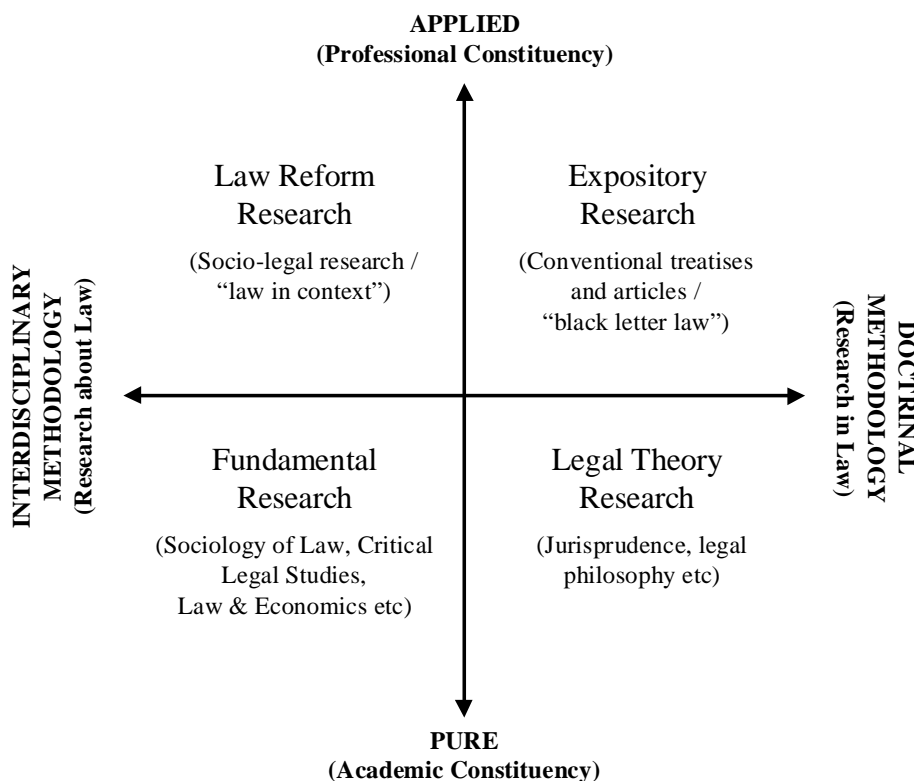 APPLIED
(Professional Constituency)
Law Reform
Research
(Socio-legal research /
“law in context”)
Expository
Research
(Conventional treatises
and articles /
“black letter law”)
INTERDISCIPLINARY
METHODOLOGY
(Research about Law)
DOCTRINAL
METHODOLOGY
(Research in Law)
Fundamental
Research
(Sociology of Law, Critical
Legal Studies,
Law & Economics etc)
Legal Theory
Research
(Jurisprudence, legal
philosophy etc)
PURE
(Academic Constituency)